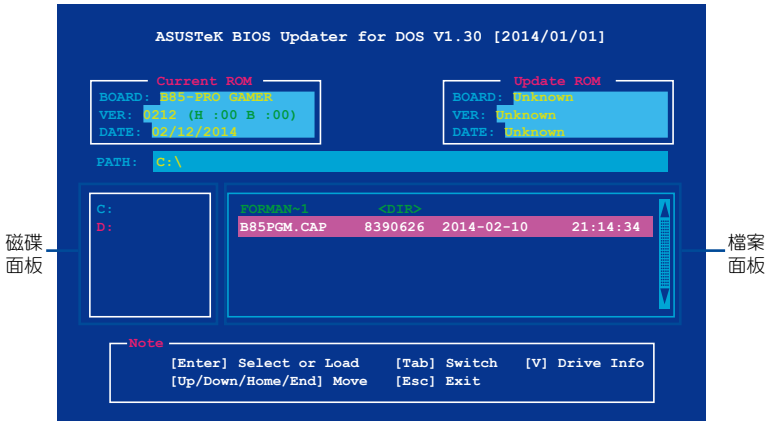 ASUSTeK BIOS Updater for DOS V1.30 [2014/01/01]
Current ROM
BOARD: B85-PRO GAMER
VER: 0212 (H :00 B :00)
DATE: 02/12/2014
Update ROM
BOARD: Unknown
VER: Unknown
DATE: Unknown
PATH: C:\
磁碟
面板
C:
D:
FORMAN~1 <DIR>
B85PGM.CAP 8390626 2014-02-10 21:14:34
檔案
面板
Note
[Enter] Select or Load [Tab] Switch [V] Drive Info
[Up/Down/Home/End] Move [Esc] Exit